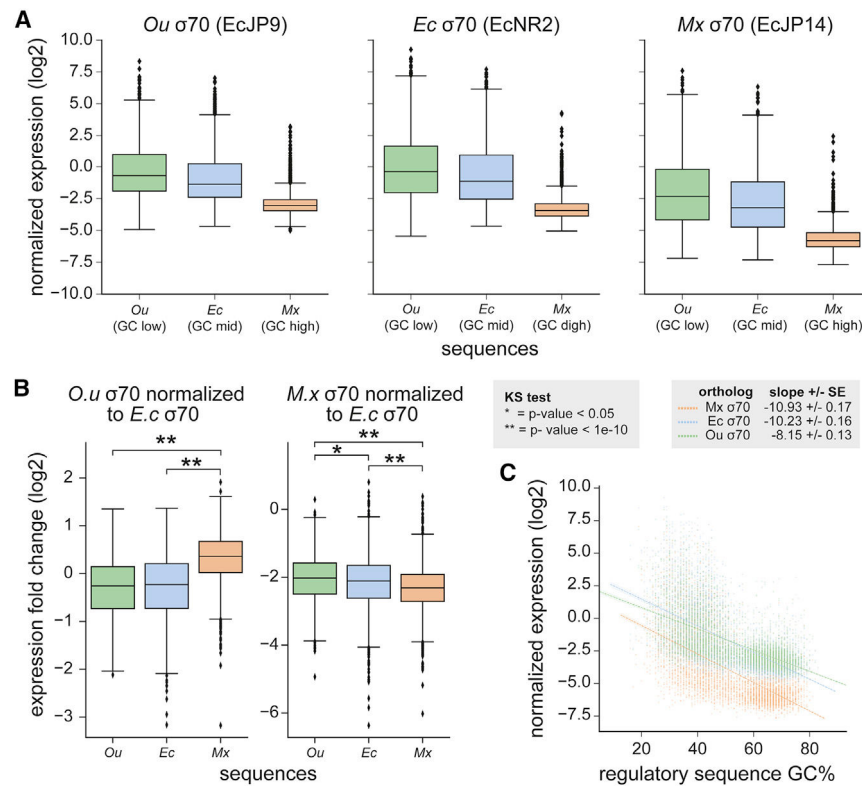 A
Ou σ70 (EcJP9)
Ec σ70 (EcNR2)
Mx σ70 (EcJP14)
normalized expression (log2)
10.0
7.5
5.0
2.5
0.0
−2.5
−5.0
−7.5
−10.0
Ou
(GC low)
Ec
(GC mid)
Mx
(GC high)
Ou
(GC low)
Ec
(GC mid)
Mx
(GC digh)
Ou
(GC low)
Ec
(GC mid)
Mx
(GC high)
sequences
B
O.u σ70 normalized
to E.c σ70
M.x σ70 normalized
to E.c σ70
expression fold change (log2)
**
**
2
1
0
−1
−2
−3
Ou
Ec
Mx
**
*
**
0
−2
−4
−6
Ou
Ec
Mx
sequences
KS test
* = p-value < 0.05
** = p- value < 1e-10
ortholog slope +/- SE
Mx σ70 -10.93 +/- 0.17
Ec σ70 -10.23 +/- 0.16
Ou σ70 -8.15 +/- 0.13
C
normalized expression (log2)
10.0
7.5
5.0
2.5
−0.0
−2.5
−5.0
−7.5
20
40
60
80
regulatory sequence GC%